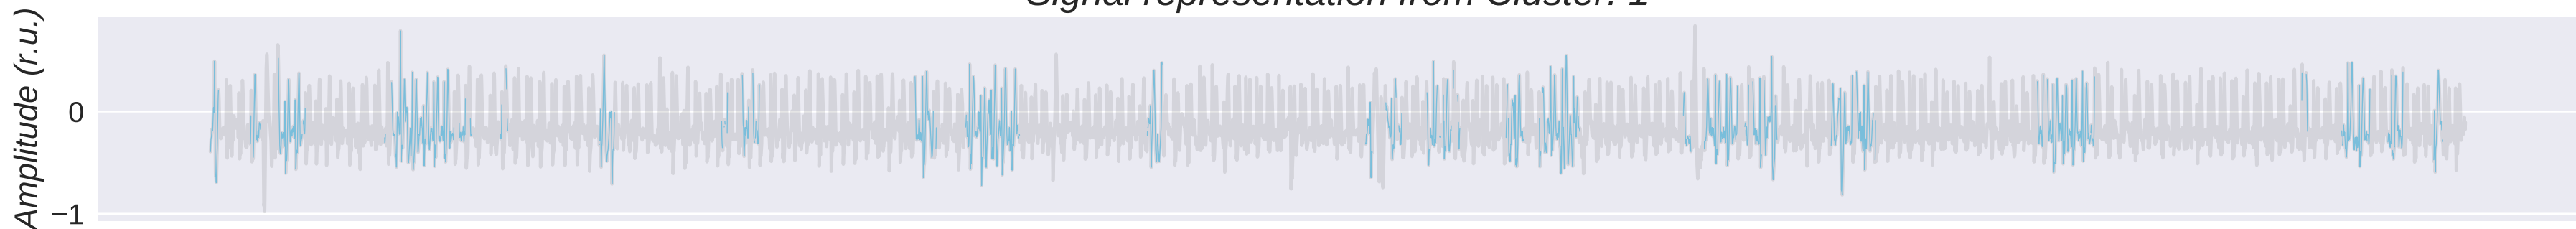 Signal representation from Cluster: 1
Amplitude (r.u.)
0
−1